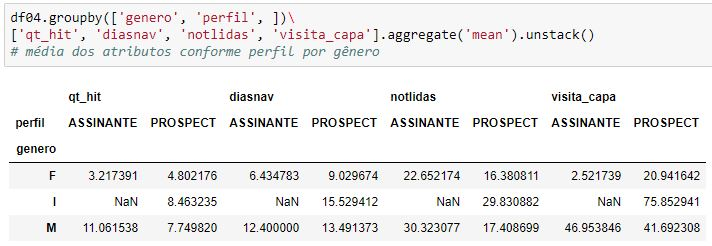 df04.groupby(['genero', 'perfil', ])\
['qt_hit', 'diasnav', 'notlidas', 'visita_capa'].aggregate('mean').unstack()
# média dos atributos conforme perfil por gênero
qt_hit diasnav notlidas visita_capa
perfil ASSINANTE PROSPECT ASSINANTE PROSPECT ASSINANTE PROSPECT ASSINANTE PROSPECT
genero
F 3.217391 4.802176 6.434783 9.029674 22.652174 16.380811 2.521739 20.941642
I NaN 8.463235 NaN 15.529412 NaN 29.830882 NaN 75.852941
M 11.061538 7.749820 12.400000 13.491373 30.323077 17.408699 46.953846 41.692308